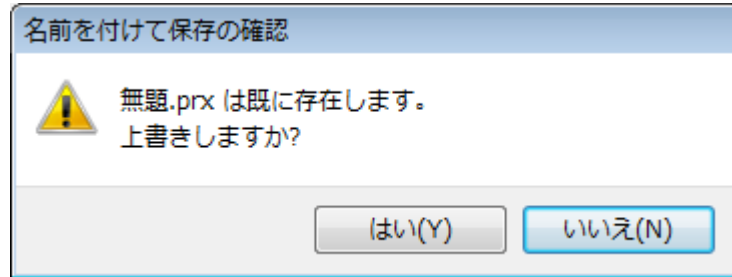 名前を付けて保存の確認
無題.prx は既に存在します。
上書きしますか?
はい(Y) いいえ(N)